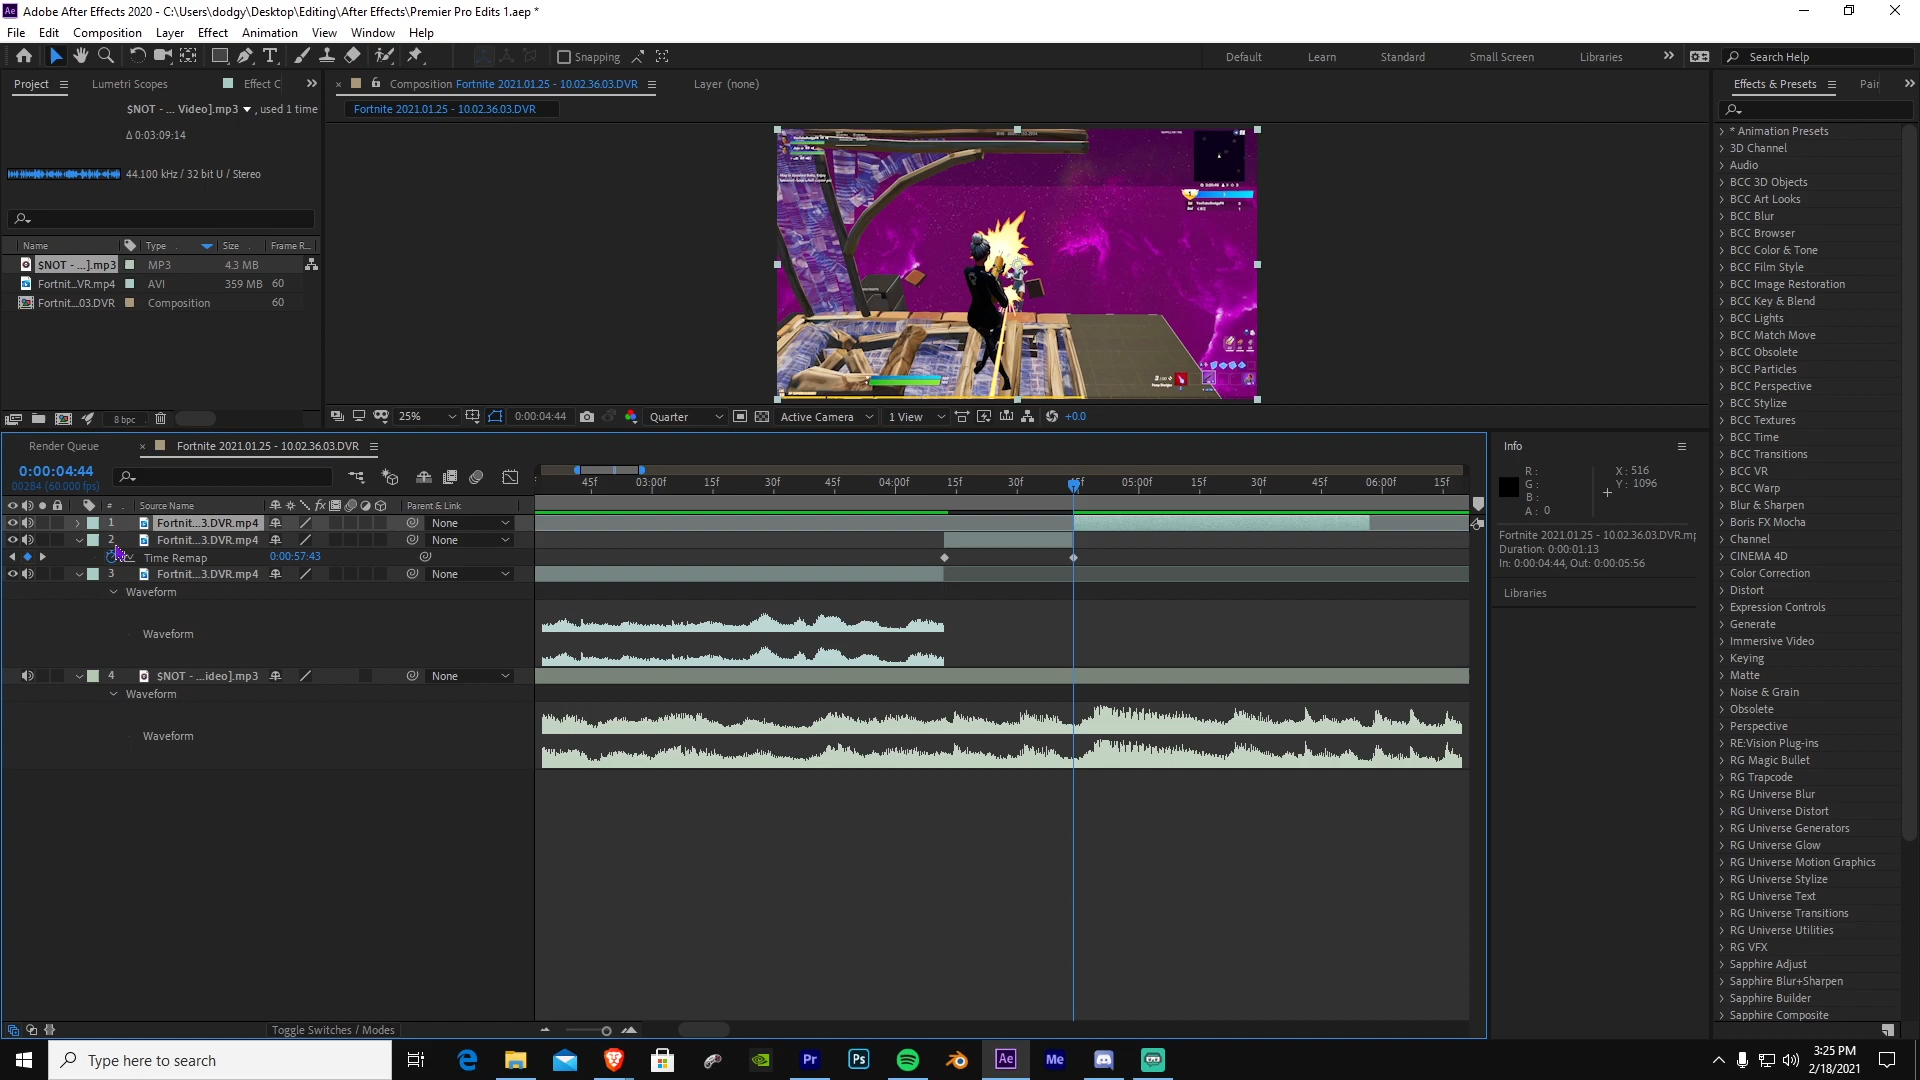 Adobe After Effects 2020 - C:\Users\dodgy\Desktop\Editing\After Effects\Premier Pro Edits 1.aep *
File Edit Composition Layer Effect Animation View Window Help
Snapping Default Learn Standard Small Screen Libraries Search Help
Project Lumetri Scopes Effect C
Composition Fortnite 2021.01.25 - 10.02.36.03.DVR Layer (none)
Effects & Presets Pair
$NOT - ... Video].mp3 , used 1 time
Fortnite 2021.01.25 - 10.02.36.03.DVR
Δ 0:03:09:14
44.100 kHz / 32 bit U / Stereo
Name Type Size Frame R...
$NOT - ...].mp3 MP3 4.3 MB
Fortnit...VR.mp4 AVI 359 MB 60
Fortnit...03.DVR Composition 60
8 bpc
25% 0:00:04:44 Quarter Active Camera 1 View +0.0
* Animation Presets
3D Channel
Audio
BCC 3D Objects
BCC Art Looks
BCC Blur
BCC Browser
BCC Color & Tone
BCC Film Style
BCC Image Restoration
BCC Key & Blend
BCC Lights
BCC Match Move
BCC Obsolete
BCC Particles
BCC Perspective
BCC Stylize
BCC Textures
BCC Time
BCC Transitions
BCC VR
BCC Warp
Blur & Sharpen
Boris FX Mocha
Channel
CINEMA 4D
Color Correction
Distort
Expression Controls
Generate
Immersive Video
Keying
Matte
Noise & Grain
Obsolete
Perspective
RE:Vision Plug-ins
RG Magic Bullet
RG Trapcode
RG Universe Blur
RG Universe Distort
RG Universe Generators
RG Universe Glow
RG Universe Motion Graphics
RG Universe Stylize
RG Universe Text
RG Universe Transitions
RG Universe Utilities
RG VFX
Sapphire Adjust
Sapphire Blur+Sharpen
Sapphire Builder
Sapphire Composite
Render Queue Fortnite 2021.01.25 - 10.02.36.03.DVR
0:00:04:44
00284 (60.000 fps)
45f 03:00f 15f 30f 45f 04:00f 15f 30f 45f 05:00f 15f 30f 45f 06:00f 15f
# Source Name Parent & Link
1 Fortnit...3.DVR.mp4 None
2 Fortnit...3.DVR.mp4 None
Time Remap 0:00:57:43
3 Fortnit...3.DVR.mp4 None
Waveform
Waveform
4 $NOT - ...ideo].mp3 None
Waveform
Waveform
Toggle Switches / Modes
Info
R :
G :
B :
A : 0
X : 516
Y : 1096
Fortnite 2021.01.25 - 10.02.36.03.DVR.mp
Duration: 0:00:01:13
In: 0:00:04:44, Out: 0:00:05:56
Libraries
Type here to search
Pr Ps Ae Me
3:25 PM
2/18/2021